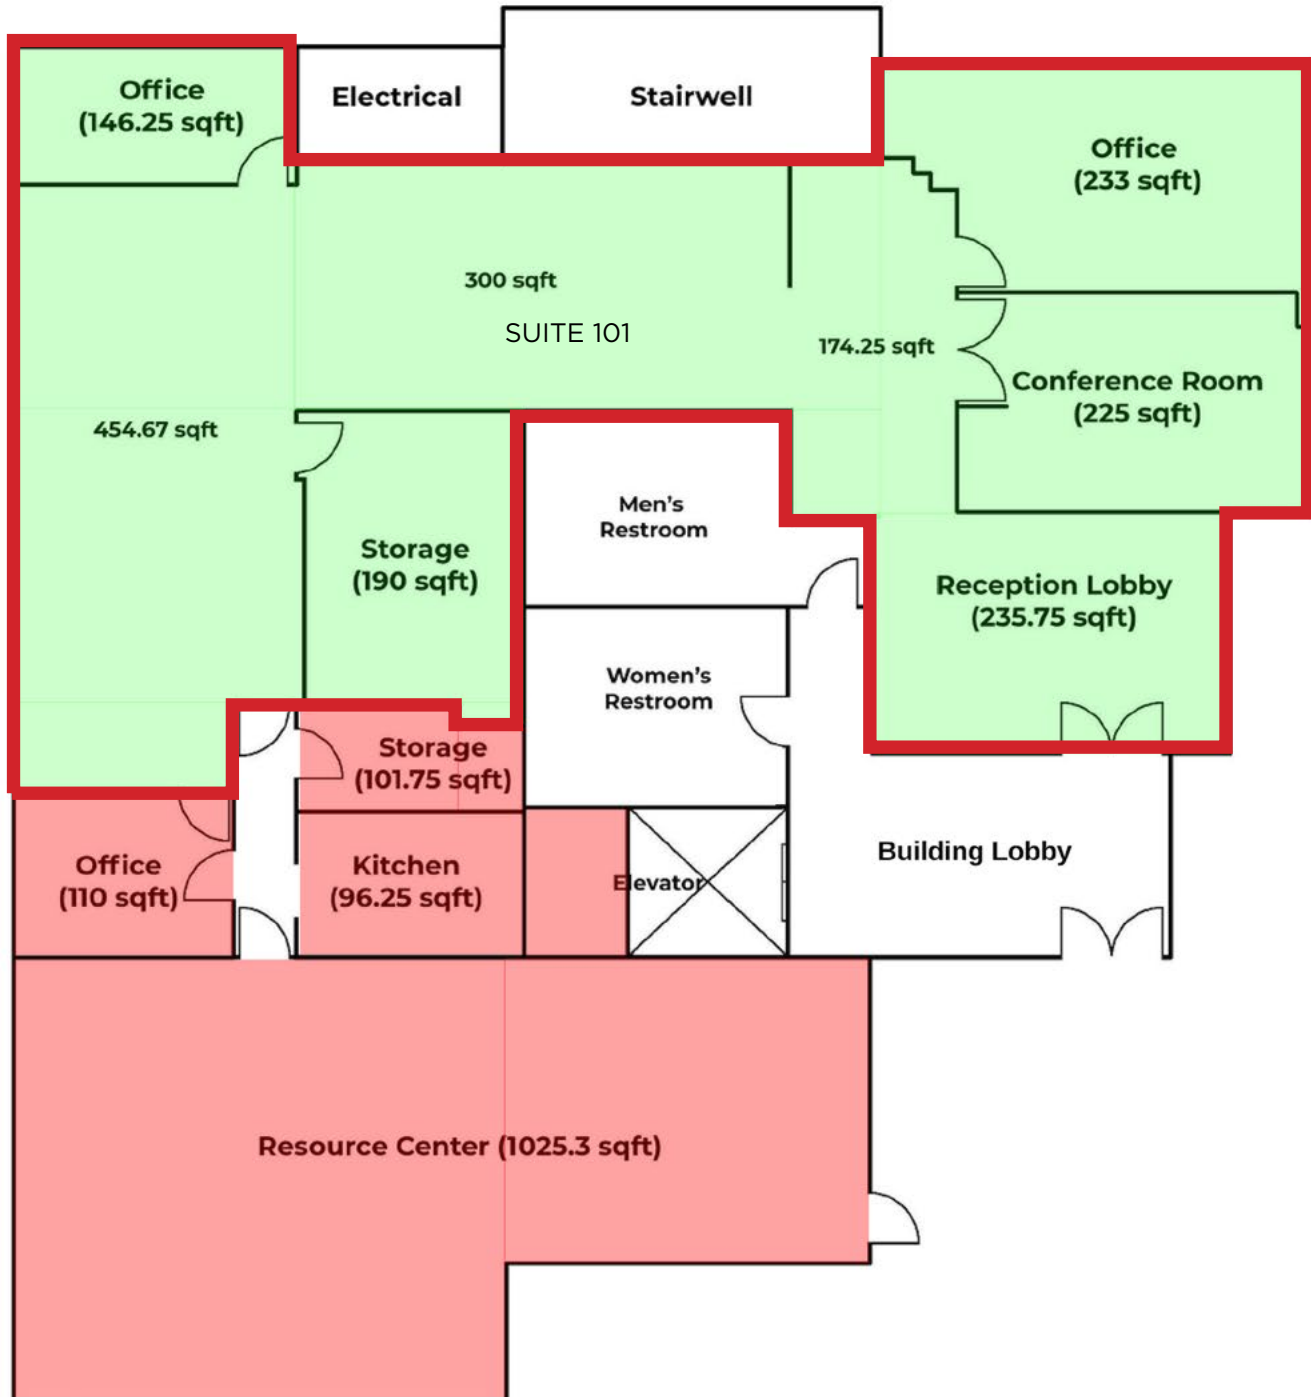 Office
(146.25 sqft)
Electrical
Stairwell
Office
(233 sqft)
300 sqft
SUITE 101
174.25 sqft
Conference Room
(225 sqft)
454.67 sqft
Men's
Restroom
Storage
(190 sqft)
Reception Lobby
(235.75 sqft)
Women's
Restroom
Storage
(101.75 sqft)
Office
(110 sqft)
Kitchen
(96.25 sqft)
Elevator
Building Lobby
Resource Center (1025.3 sqft)